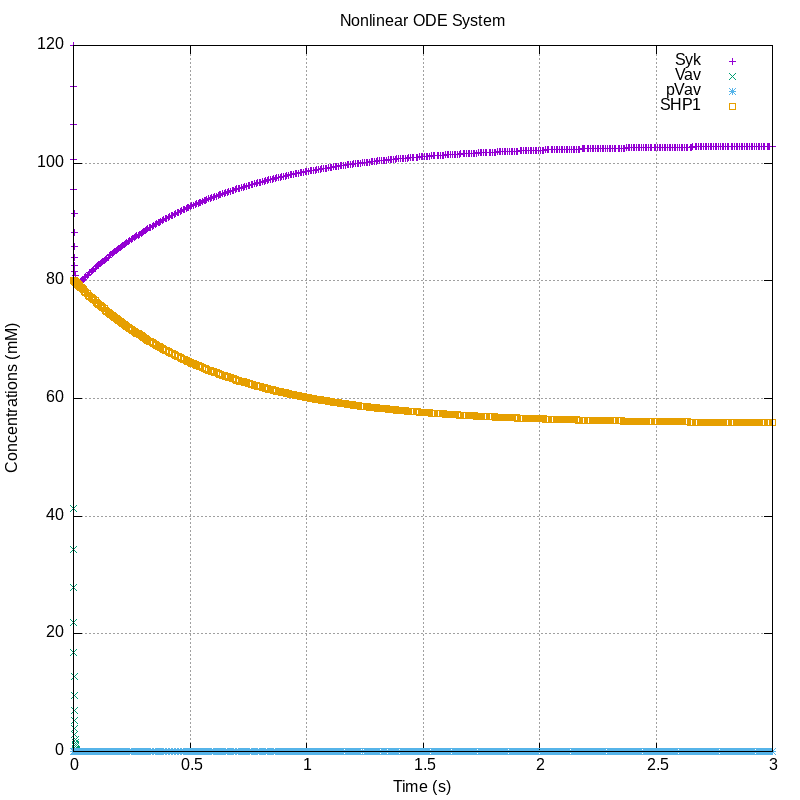 Nonlinear ODE System
120
100
80
60
40
20
0
Concentrations (mM)
Syk
Vav
pVav
SHP1
0 0.5 1 1.5 2 2.5 3
Time (s)